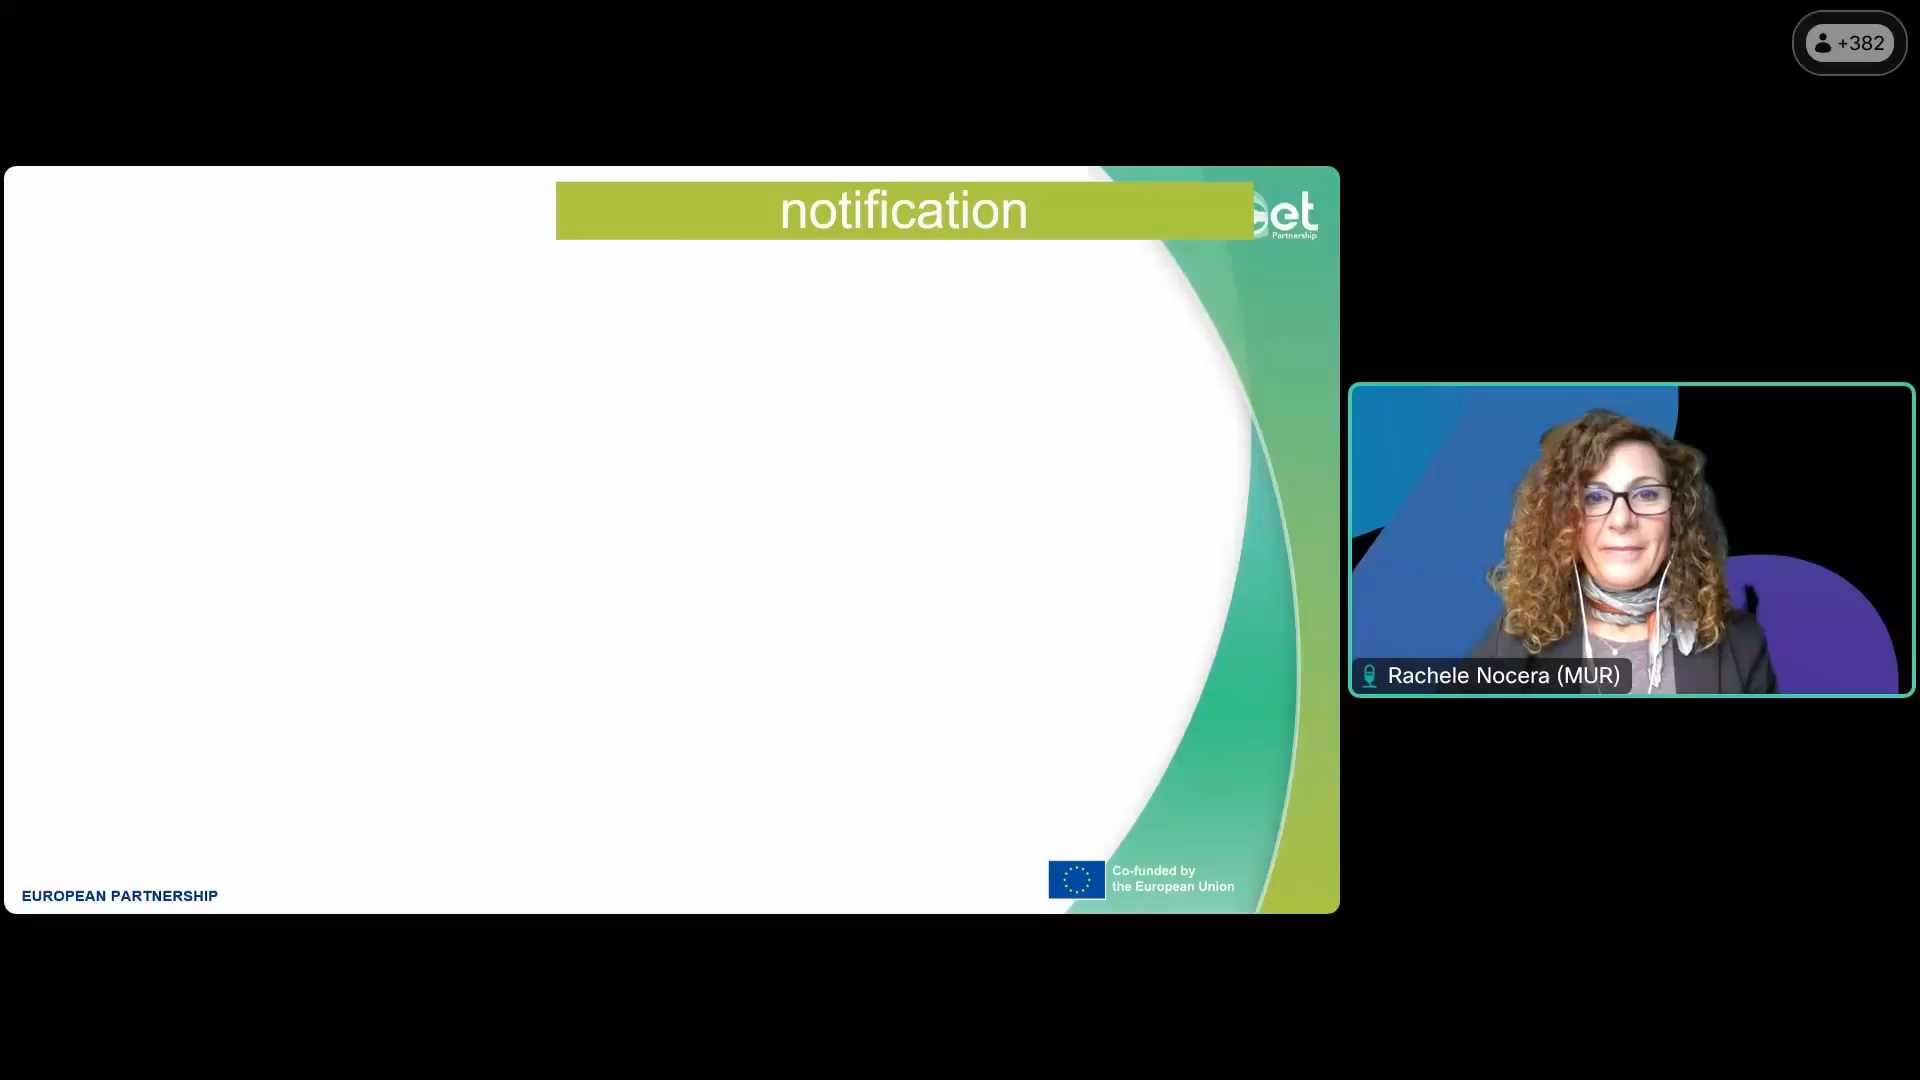 +382
notification
et
Partnership
Rachele Nocera (MUR)
Co-funded by
the European Union
EUROPEAN PARTNERSHIP